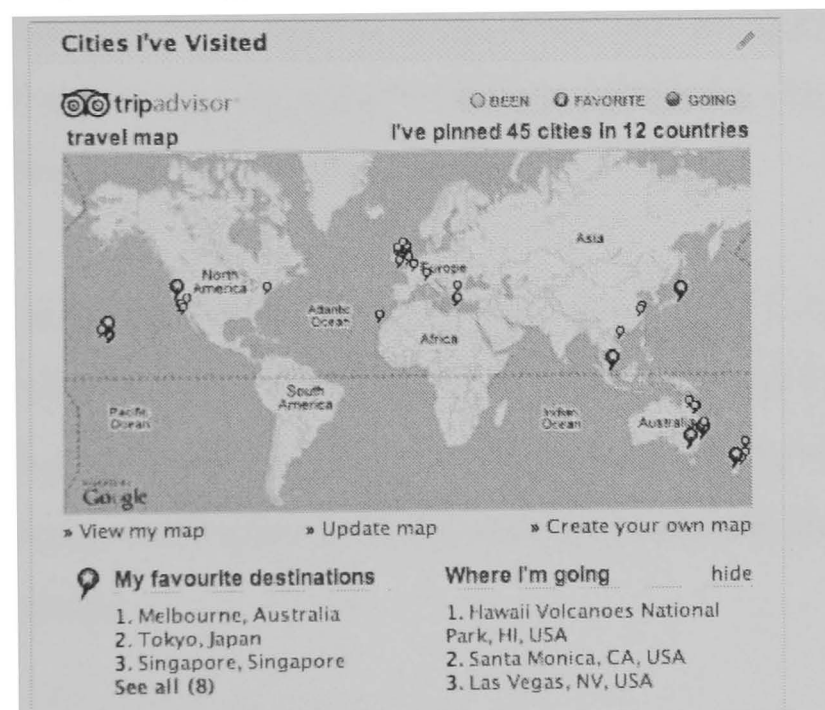 Cities I've Visited
tripadvisor
BEEN FAVORITE GOING
travel map
I've pinned 45 cities in 12 countries
Asia
North
America
Europe
Atlantic
Ocean
Africa
South
America
Pacific
Ocean
Indian
Ocean
Australia
Google
» View my map
» Update map
» Create your own map
My favourite destinations
1. Melbourne, Australia
2. Tokyo, Japan
3. Singapore, Singapore
See all (8)
Where I'm going
hide
1. Hawaii Volcanoes National
Park, HI, USA
2. Santa Monica, CA, USA
3. Las Vegas, NV, USA